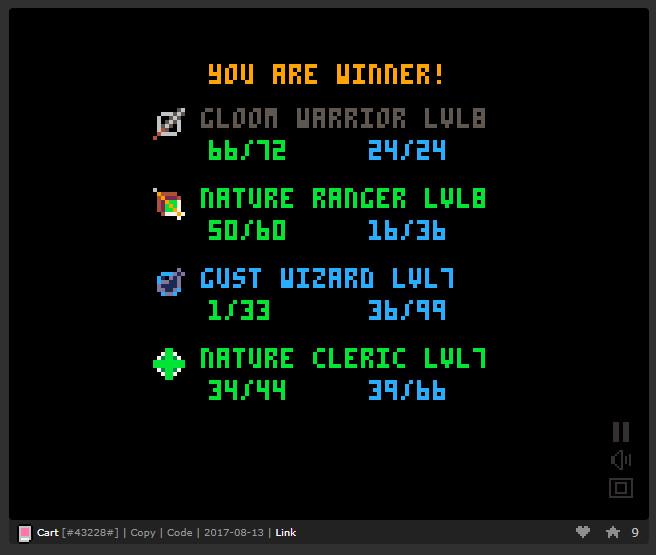 YOU ARE WINNER!
GLOOM WARRIOR LVL8
66/72 24/24
NATURE RANGER LVL8
50/60 16/36
GUST WIZARD LVL7
1/33 36/99
NATURE CLERIC LVL7
34/44 39/66
Cart [#43228#] | Copy | Code | 2017-08-13 | Link 9